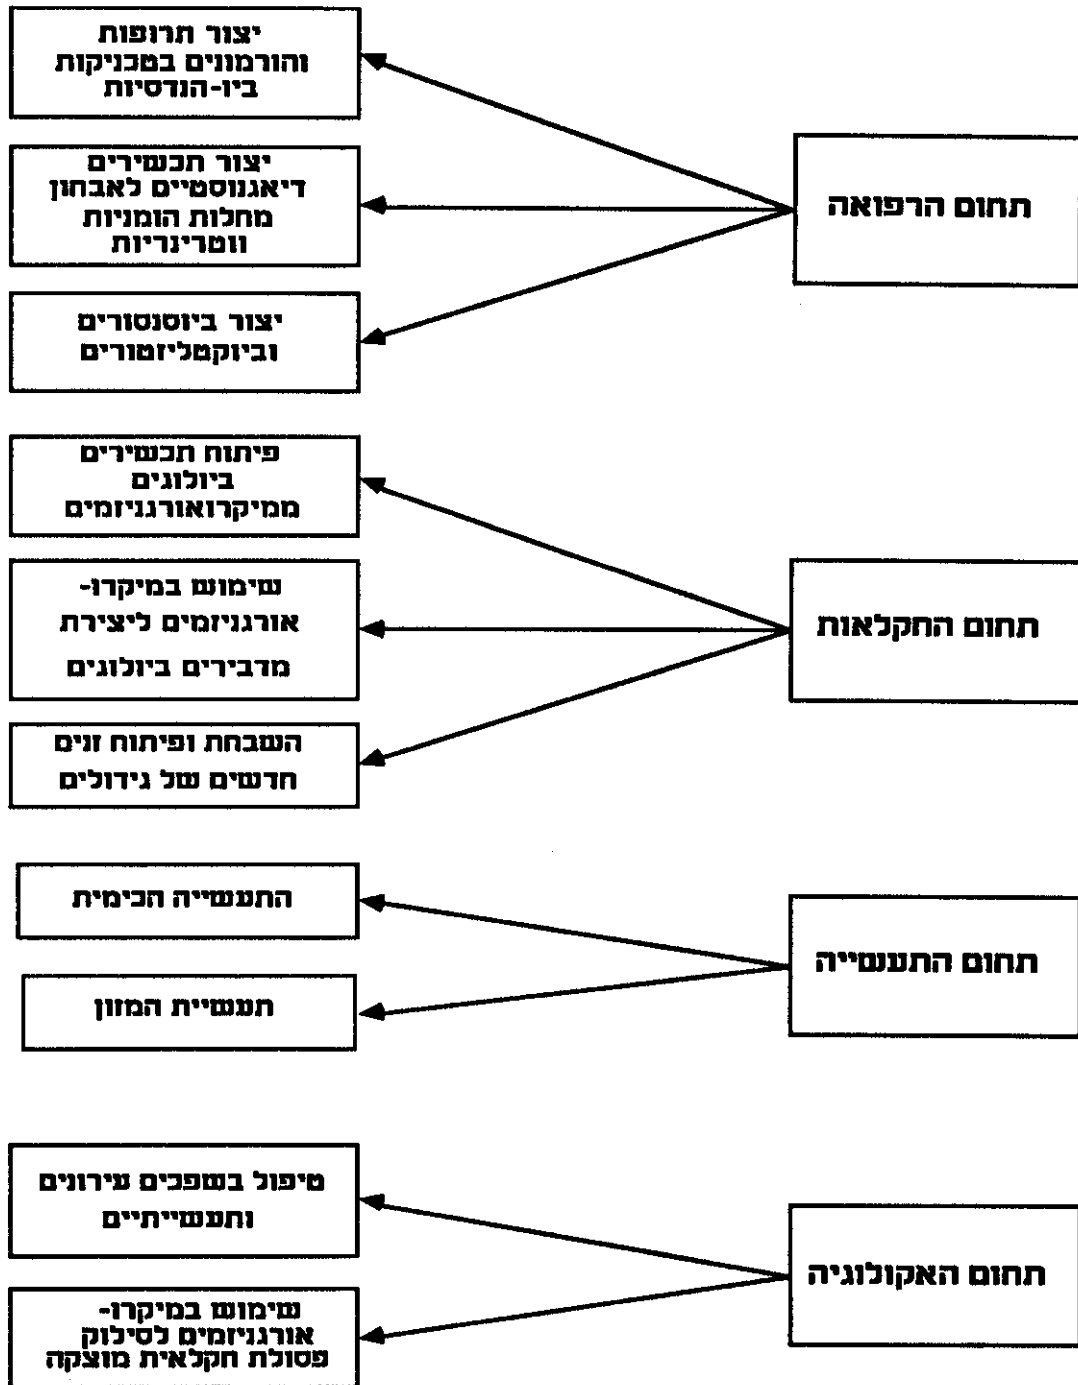 תחום הרפואה
יצור תרופות
והורמונים בטכניקות
ביו-הנדסיות
יצור תכשירים
דיאגנוסטיים לאבחון
מחלות הומניות
ווטרינריות
יצור ביוסנסורים
וביוקטליזטורים
תחום החקלאות
פיתוח תכשירים
ביולוגים
ממיקרואורגניזמים
שימוש במיקרו-
אורגניזמים ליצירת
מדבירים ביולוגים
השבחת ופיתוח זנים
חדשים של גידולים
תחום התעשייה
התעשייה הכימית
תעשיית המזון
תחום האקולוגיה
טיפול בשפכים עירונים
ותעשייתיים
שימוש במיקרו-
אורגניזמים לסילוק
פסולת חקלאית מוצקה